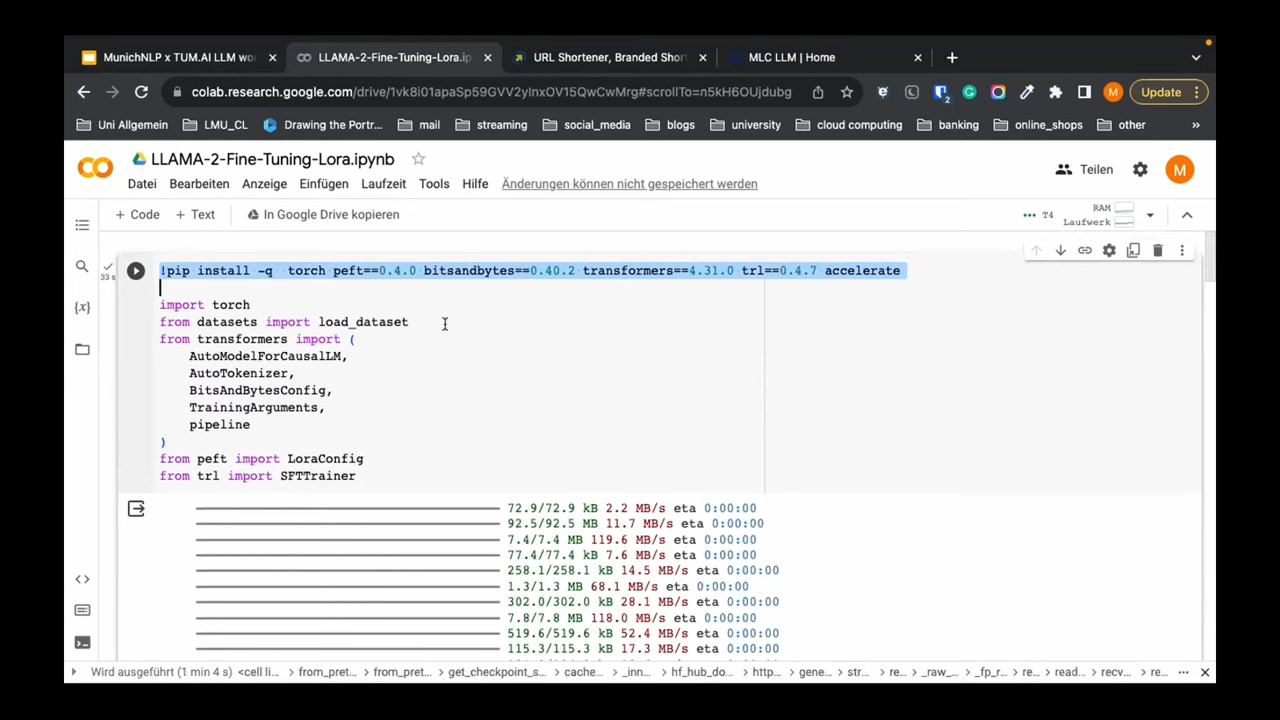 MunichNLP x TUM.AI LLM wo
LLAMA-2-Fine-Tuning-Lora.ip
URL Shortener, Branded Short
MLC LLM | Home
colab.research.google.com/drive/1vk8i01apaSp59GVV2ylnxOV15QwCwMrg#scrollTo=n5kH6OUjdubg
2
M
Update
Uni Allgemein
LMU_CL
Drawing the Portr...
mail
streaming
social_media
blogs
university
cloud computing
banking
online_shops
other
»
LLAMA-2-Fine-Tuning-Lora.ipynb
Teilen
M
Datei Bearbeiten Anzeige Einfügen Laufzeit Tools Hilfe Änderungen können nicht gespeichert werden
+ Code + Text In Google Drive kopieren
T4
RAM
Laufwerk
33 s
!pip install -q torch peft==0.4.0 bitsandbytes==0.40.2 transformers==4.31.0 trl==0.4.7 accelerate
import torch
from datasets import load_dataset
from transformers import (
AutoModelForCausalLM,
AutoTokenizer,
BitsAndBytesConfig,
TrainingArguments,
pipeline
)
from peft import LoraConfig
from trl import SFTTrainer
72.9/72.9 kB 2.2 MB/s eta 0:00:00
92.5/92.5 MB 11.7 MB/s eta 0:00:00
7.4/7.4 MB 119.6 MB/s eta 0:00:00
77.4/77.4 kB 7.6 MB/s eta 0:00:00
258.1/258.1 kB 14.5 MB/s eta 0:00:00
1.3/1.3 MB 68.1 MB/s eta 0:00:00
302.0/302.0 kB 28.1 MB/s eta 0:00:00
7.8/7.8 MB 118.0 MB/s eta 0:00:00
519.6/519.6 kB 52.4 MB/s eta 0:00:00
115.3/115.3 kB 17.3 MB/s eta 0:00:00
Wird ausgeführt (1 min 4 s) <cell li... > from_pret... > from_pret... > get_checkpoint_s... > cache... > _inn... > hf_hub_do... > http... > gene... > str... > _raw_... > _fp_r... > re... > read... > recv... > re...